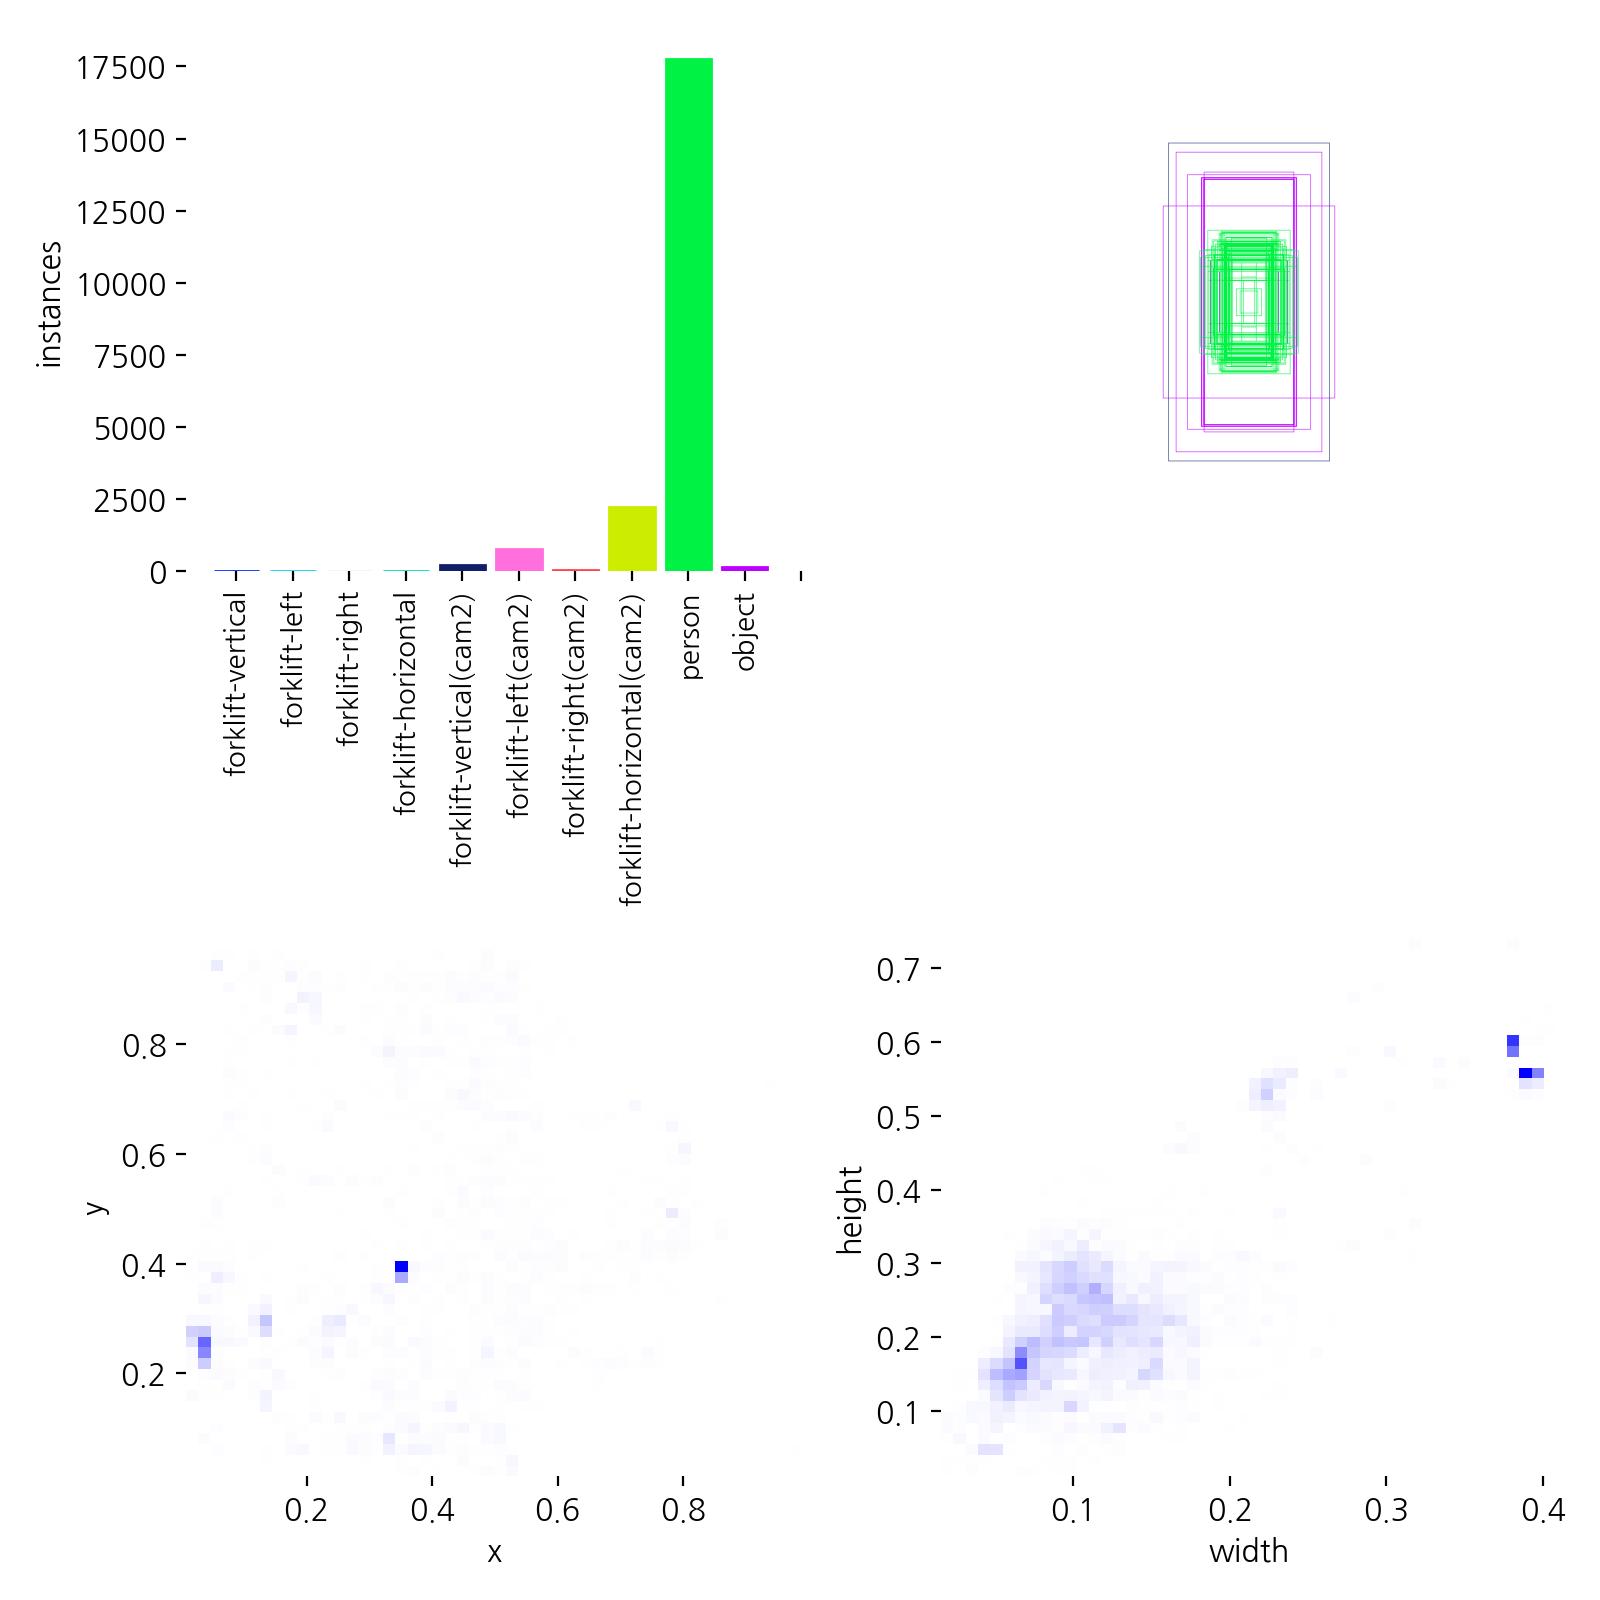 17500
15000
12500
10000
7500
5000
2500
0
instances
forklift-vertical
forklift-left
forklift-right
forklift-horizontal
forklift-vertical(cam2)
forklift-left(cam2)
forklift-right(cam2)
forklift-horizontal(cam2)
person
object
0.8
0.6
0.4
0.2
y
0.2 0.4 0.6 0.8
x
0.7
0.6
0.5
0.4
0.3
0.2
0.1
height
0.1 0.2 0.3 0.4
width